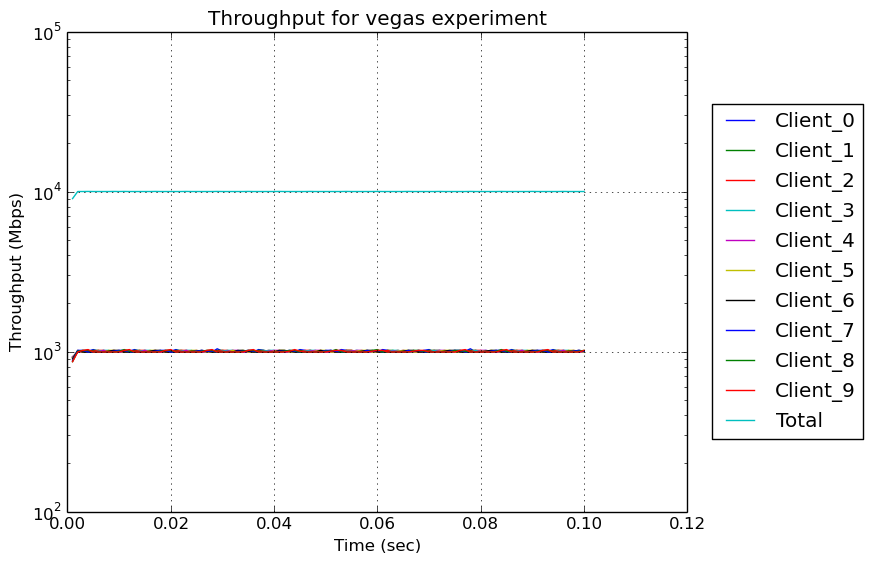 Throughput for vegas experiment
Throughput (Mbps)
10^5
10^4
10^3
10^2
0.00 0.02 0.04 0.06 0.08 0.10 0.12
Time (sec)
Client_0
Client_1
Client_2
Client_3
Client_4
Client_5
Client_6
Client_7
Client_8
Client_9
Total